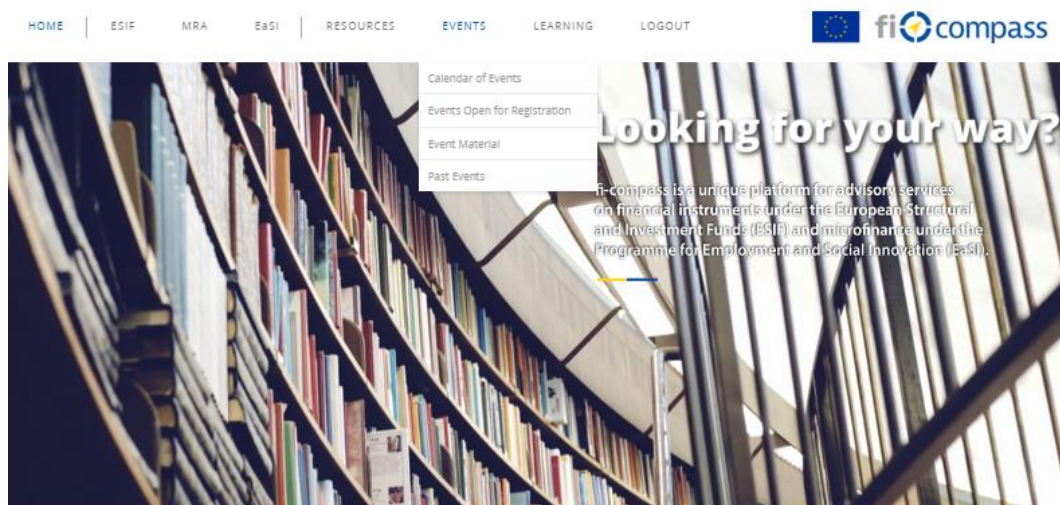 HOME ESIF MRA EaSI RESOURCES EVENTS LEARNING LOGOUT
fi compass
Calendar of Events
Events Open for Registration
Event Material
Past Events
Looking for your way?
fi-compass is a unique platform for advisory services
on financial instruments under the European Structural
and Investment Funds (ESIF) and microfinance under the
Programme for Employment and Social Innovation (EaSI).